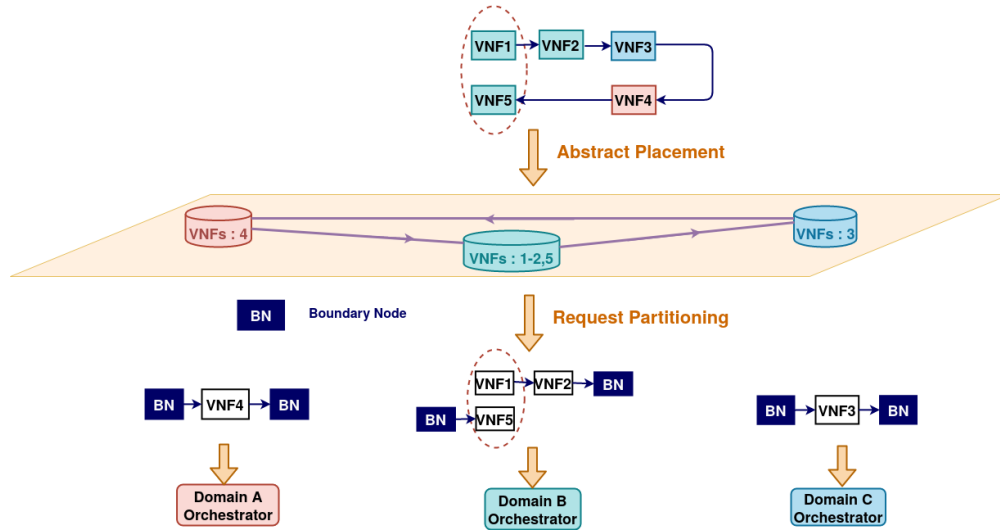 VNF1
VNF2
VNF3
VNF5
VNF4
Abstract Placement
VNFs : 4
VNFs : 1-2,5
VNFs : 3
BN
Boundary Node
Request Partitioning
VNF1
VNF2
BN
BN
VNF4
BN
BN
VNF5
BN
VNF3
BN
Domain A
Orchestrator
Domain B
Orchestrator
Domain C
Orchestrator